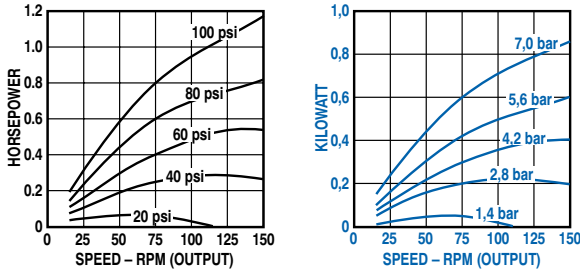 HORSEPOWER
1.2
1.0
0.8
0.6
0.4
0.2
0
100 psi
80 psi
60 psi
40 psi
20 psi
0 25 50 75 100 125 150
SPEED – RPM (OUTPUT)
KILOWATT
1,0
0,8
0,6
0,4
0,2
0
7,0 bar
5,6 bar
4,2 bar
2,8 bar
1,4 bar
0 25 50 75 100 125 150
SPEED – RPM (OUTPUT)